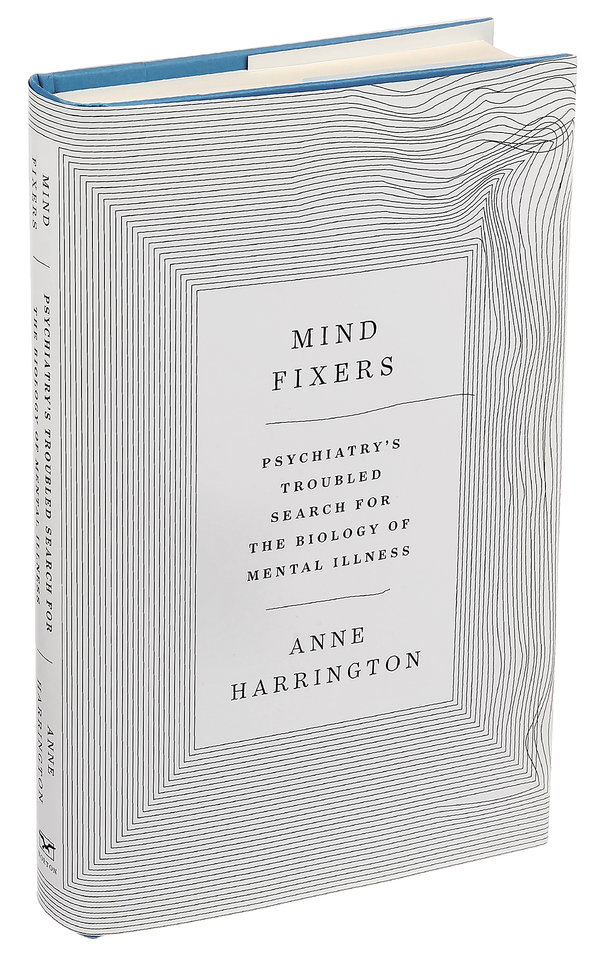 MIND
FIXERS
PSYCHIATRY'S
TROUBLED
SEARCH FOR
THE BIOLOGY OF
MENTAL ILLNESS
ANNE
HARRINGTON
MIND
FIXERS
PSYCHIATRY'S TROUBLED SEARCH FOR
THE BIOLOGY OF MENTAL ILLNESS
ANNE
HARRINGTON
NORTON